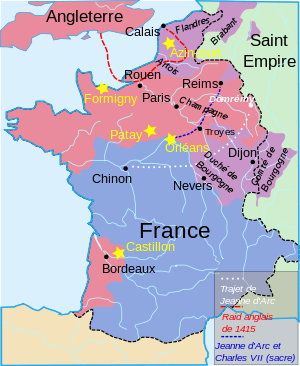 Angleterre
Calais
Flandres
Brabant
Saint
Empire
Azincourt
Artois
Rouen
Reims
Formigny
Paris
Champagne
Domrémy
Patay
Orléans
Troyes
Chinon
Nevers
Duché de
Bourgogne
Dijon
Comté de
Bourgogne
France
Castillon
Bordeaux
Trajet de
Jeanne d'Arc
Raid anglais
de 1415
Jeanne d'Arc et
Charles VII (sacre)